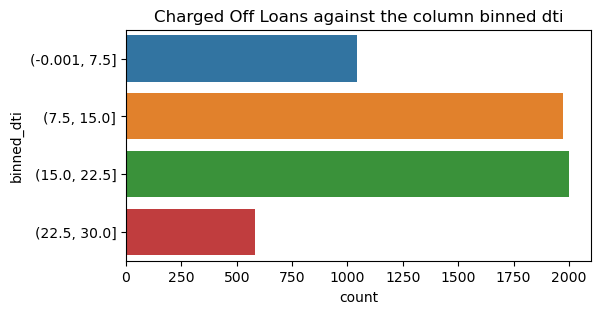 Charged Off Loans against the column binned dti
binned_dti
(-0.001, 7.5]
(7.5, 15.0]
(15.0, 22.5]
(22.5, 30.0]
0 250 500 750 1000 1250 1500 1750 2000
count